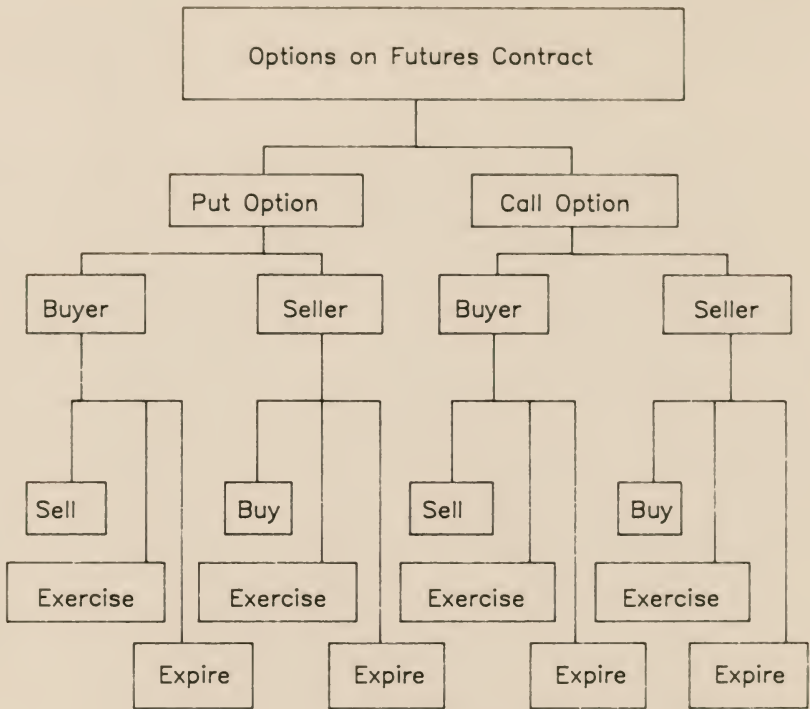 Options on Futures Contract
Put Option
Call Option
Buyer
Seller
Buyer
Seller
Sell
Buy
Sell
Buy
Exercise
Exercise
Exercise
Exercise
Expire
Expire
Expire
Expire